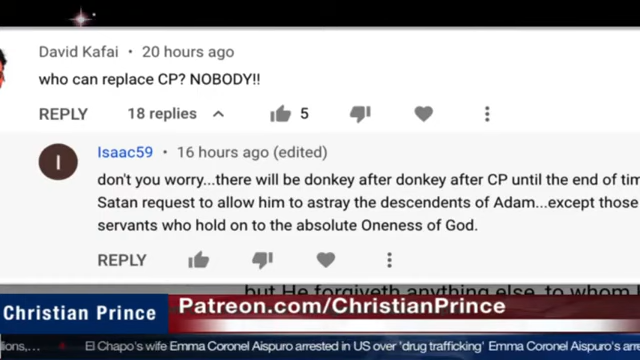 David Kafai • 20 hours ago
who can replace CP? NOBODY!!
REPLY 18 replies 5
I Isaac59 • 16 hours ago (edited)
don't you worry...there will be donkey after donkey after CP until the end of tim
Satan request to allow him to astray the descendents of Adam...except those
servants who hold on to the absolute Oneness of God.
REPLY
but He forgiveth anything else, to whom
Christian Prince Patreon.com/ChristianPrince
lions,... El Chapo's wife Emma Coronel Aispuro arrested in US over 'drug trafficking' Emma Coronel Aispuro's arre